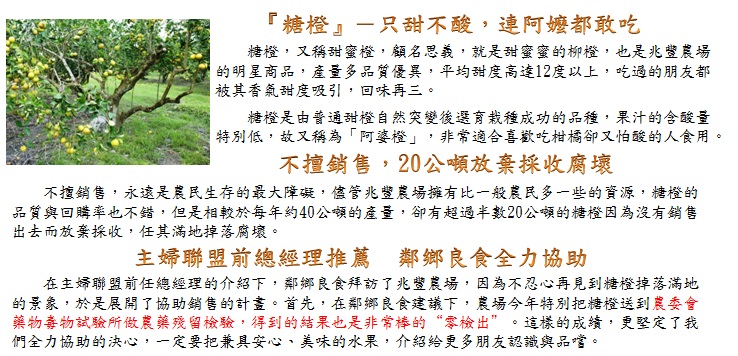 『糖橙』－只甜不酸，連阿嬤都敢吃
糖橙，又稱甜蜜橙，顧名思義，就是甜蜜蜜的柳橙，也是兆豐農場
的明星商品，產量多品質優異，平均甜度高達12度以上，吃過的朋友都
被其香氣甜度吸引，回味再三。
糖橙是由普通甜橙自然突變後選育栽種成功的品種，果汁的含酸量
特別低，故又稱為「阿婆橙」，非常適合喜歡吃柑橘卻又怕酸的人食用。
不擅銷售，20公噸放棄採收腐壞
不擅銷售，永遠是農民生存的最大障礙，儘管兆豐農場擁有比一般農民多一些的資源，糖橙的
品質與回購率也不錯，但是相較於每年約40公噸的產量，卻有超過半數20公噸的糖橙因為沒有銷售
出去而放棄採收，任其滿地掉落腐壞。
主婦聯盟前總經理推薦　鄰鄉良食全力協助
在主婦聯盟前任總經理的介紹下，鄰鄉良食拜訪了兆豐農場，因為不忍心再見到糖橙掉落滿地
的景象，於是展開了協助銷售的計畫。首先，在鄰鄉良食建議下，農場今年特別把糖橙送到農委會
藥物毒物試驗所做農藥殘留檢驗，得到的結果也是非常棒的“零檢出”。這樣的成績，更堅定了我
們全力協助的決心，一定要把兼具安心、美味的水果，介紹給更多朋友認識與品嚐。